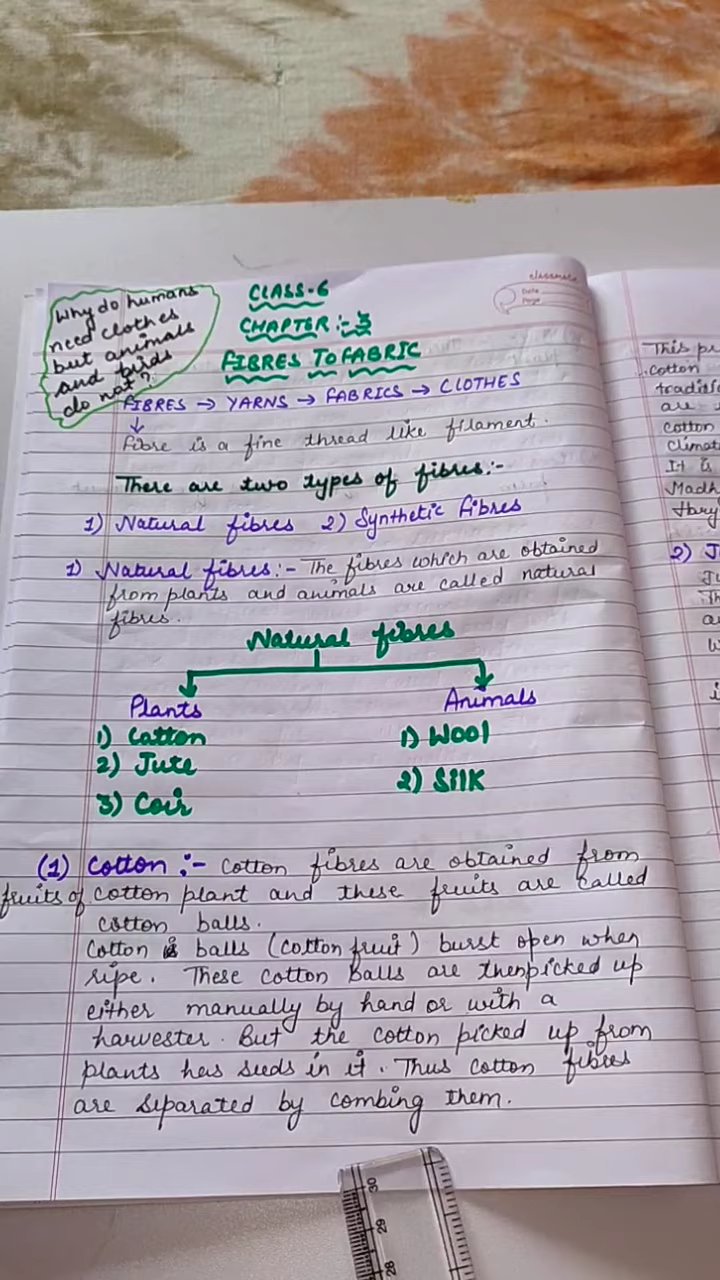 classmate
Date
Page
Why do humans
need clothes
but animals
and birds
do not?
CLASS-6
CHAPTER:-3
FIBRES TO FABRIC
FIBRES → YARNS → FABRICS → CLOTHES
↓
Fibre is a fine thread like filament.
There are two types of fibres:-
1) Natural fibres 2) Synthetic Fibres
1) Natural fibres:- The fibres which are obtained
from plants and animals are called natural
fibres.
Natural fibres
Plants
1) Cotton
2) Jute
3) Coir
Animals
1) Wool
2) Silk
(1) Cotton :- Cotton fibres are obtained from
fruits of cotton plant and these fruits are called
cotton balls.
Cotton balls (cotton fruit) burst open when
ripe. These cotton Balls are then picked up
either manually by hand or with a
harvester. But the cotton picked up from
plants has seeds in it. Thus cotton fibres
are separated by combing them.
This
cotton
are
cotton
It is
2)
30
29
28